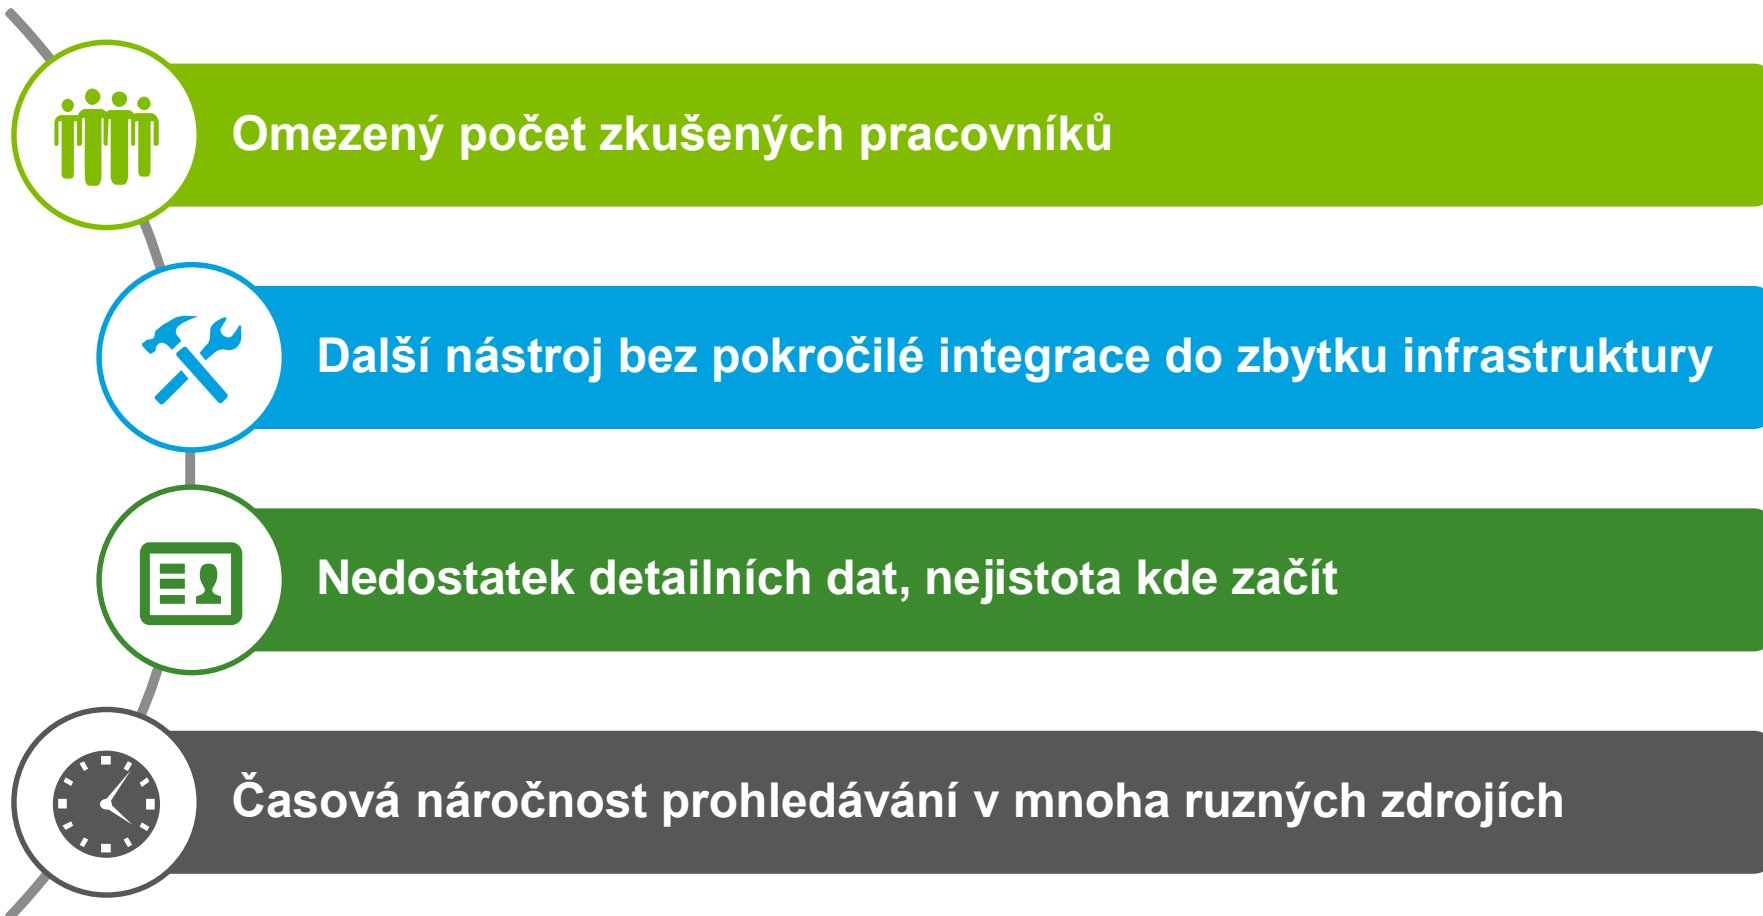 Omezený počet zkušených pracovníků
Další nástroj bez pokročilé integrace do zbytku infrastruktury
Nedostatek detailních dat, nejistota kde začít
Časová náročnost prohledávání v mnoha ruzných zdrojích